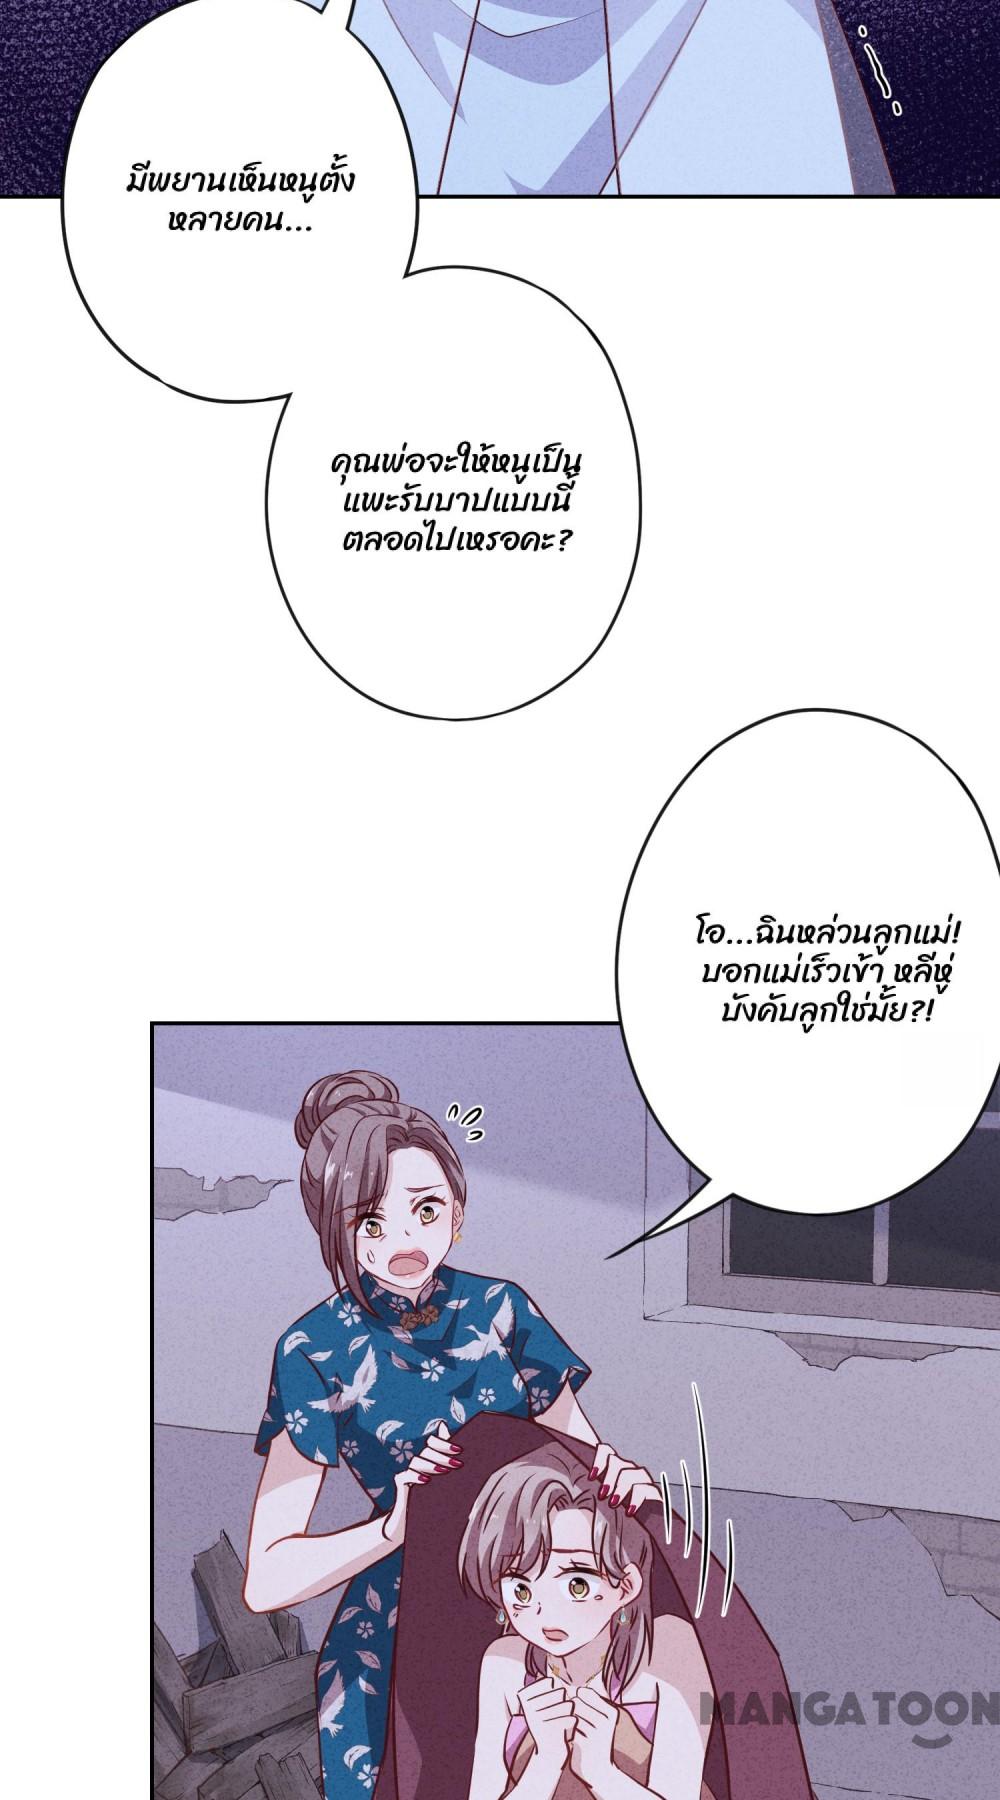 มีพยานเห็นหนูตั้ง
หลายคน...
คุณพ่อจะให้หนูเป็น
แพะรับบาปแบบนี้
ตลอดไปเหรอคะ?
โอ...ฉินหล่วนลูกแม่!
บอกแม่เร็วเข้า หลีหู่
บังคับลูกใช่มั้ย?!
MANGATOON